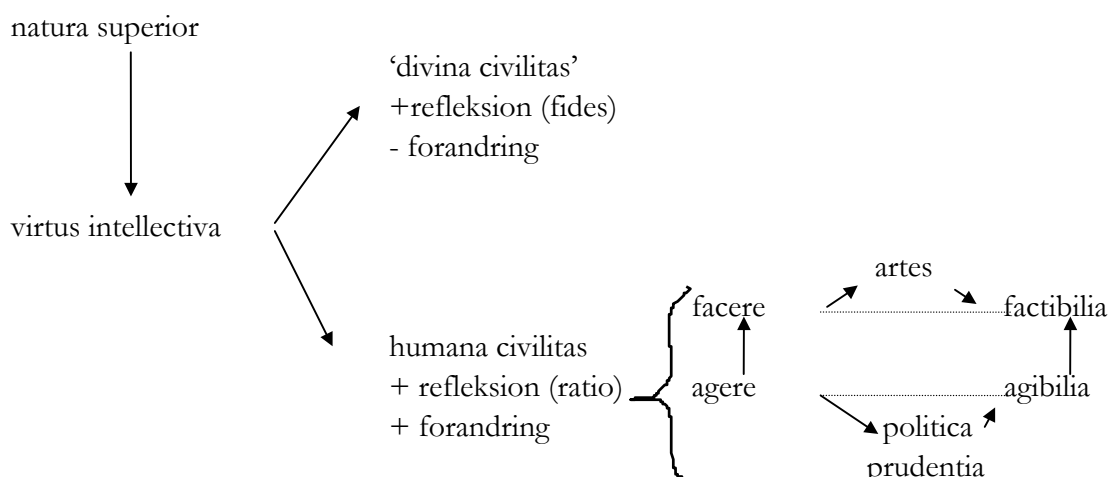 natura superior
‘divina civilitas’
+refleksion (fides)
- forandring
virtus intellectiva
artes
facere
factibilia
humana civilitas
+ refleksion (ratio)
agere
agibilia
+ forandring
politica
prudentia